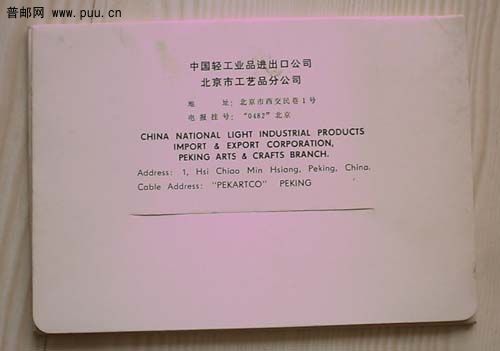 普邮网 www.puu.cn
中国轻工业品进出口公司
北京市工艺品分公司
地 址: 北京市西交民巷1号
电报挂号: "0482" 北京
CHINA NATIONAL LIGHT INDUSTRIAL PRODUCTS
IMPORT & EXPORT CORPORATION,
PEKING ARTS & CRAFTS BRANCH.
Address: 1, Hsi Chiao Min Hsiang, Peking, China.
Cable Address: "PEKARTCO" PEKING